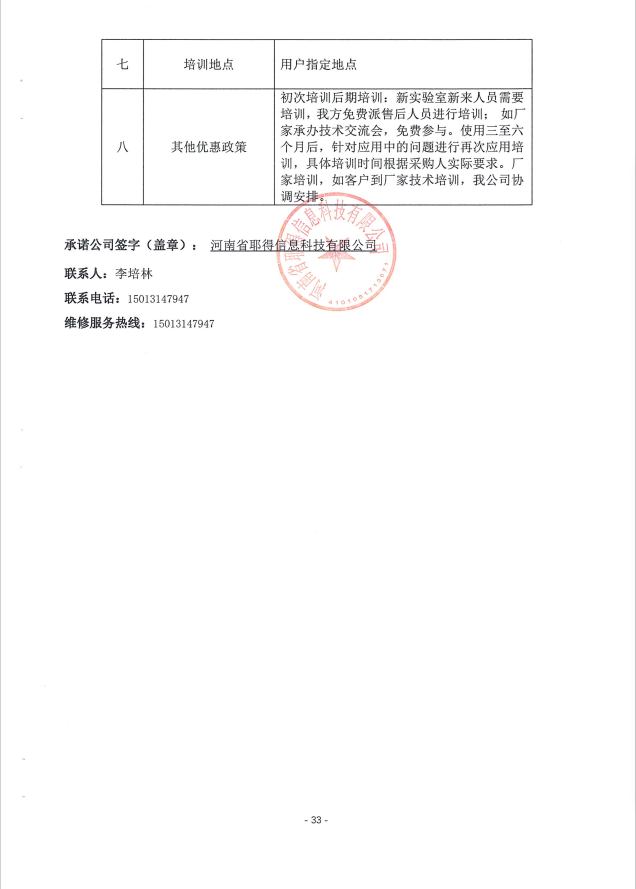 七 培训地点 用户指定地点
八 其他优惠政策 初次培训后期培训：新实验室新来人员需要
培训，我方免费派售后人员进行培训； 如厂
家承办技术交流会，免费参与。使用三至六
个月后，针对应用中的问题进行再次应用培
训，具体培训时间根据采购人实际要求。厂
家培训，如客户到厂家技术培训，我公司协
调安排。
承诺公司签字（盖章）： 河南省耶得信息科技有限公司
河南省耶得信息科技有限公司
联系人：李培林
联系电话：15013147947
维修服务热线：15013147947
- 33 -